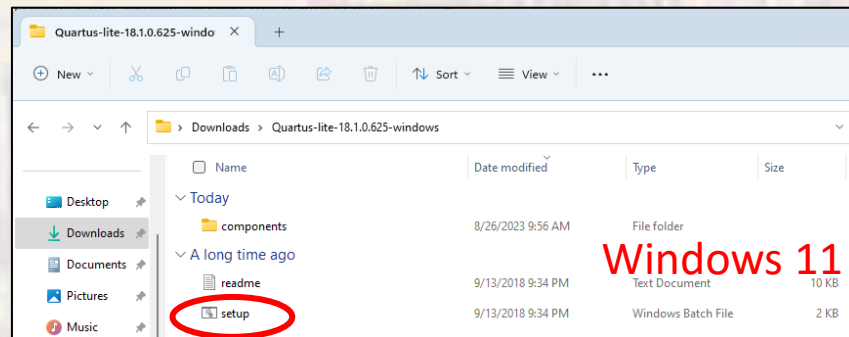 Quartus-lite-18.1.0.625-windo
New Sort View
Downloads > Quartus-lite-18.1.0.625-windows
Name Date modified Type Size
Today
Desktop components 8/26/2023 9:56 AM File folder
Downloads A long time ago
Windows 11
Documents readme 9/13/2018 9:34 PM Text Document 10 KB
Pictures setup 9/13/2018 9:34 PM Windows Batch File 2 KB
Music